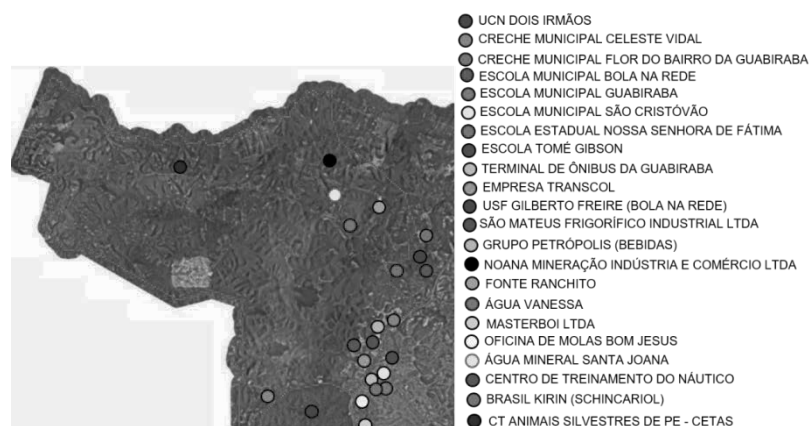 UCN DOIS IRMÃOS
CRECHE MUNICIPAL CELESTE VIDAL
CRECHE MUNICIPAL FLOR DO BAIRRO DA GUABIRABA
ESCOLA MUNICIPAL BOLA NA REDE
ESCOLA MUNICIPAL GUABIRABA
ESCOLA MUNICIPAL SÃO CRISTÓVÃO
ESCOLA ESTADUAL NOSSA SENHORA DE FÁTIMA
ESCOLA TOMÉ GIBSON
TERMINAL DE ÔNIBUS DA GUABIRABA
EMPRESA TRANSCOL
USF GILBERTO FREIRE (BOLA NA REDE)
SÃO MATEUS FRIGORÍFICO INDUSTRIAL LTDA
GRUPO PETRÓPOLIS (BEBIDAS)
NOANA MINERAÇÃO INDÚSTRIA E COMÉRCIO LTDA
FONTE RANCHITO
ÁGUA VANESSA
MASTERBOI LTDA
OFICINA DE MOLAS BOM JESUS
ÁGUA MINERAL SANTA JOANA
CENTRO DE TREINAMENTO DO NÁUTICO
BRASIL KIRIN (SCHINCARIOL)
CT ANIMAIS SILVESTRES DE PE - CETAS